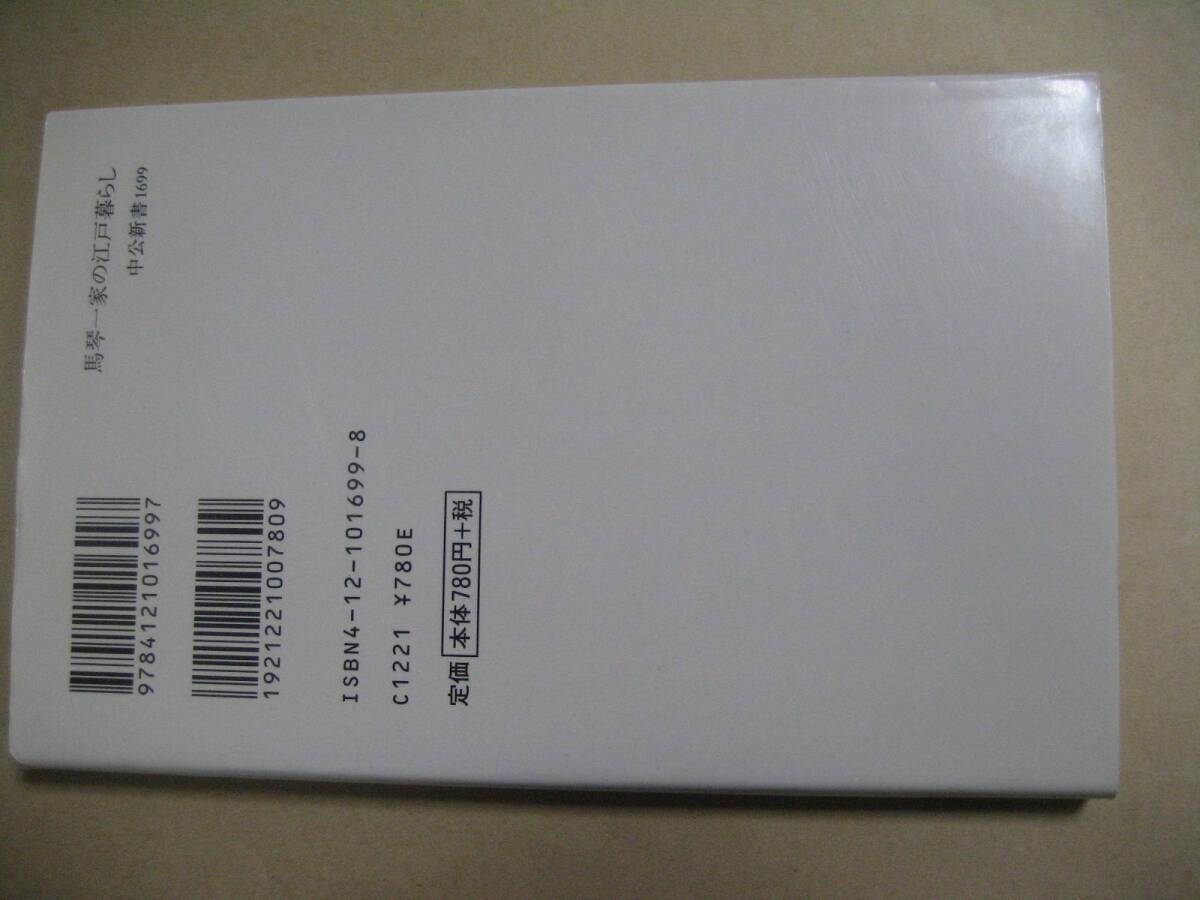 馬琴一家の江戸暮らし
中公新書1699
9784121016997
1921221007809
ISBN4-12-101699-8
C1221 ¥780E
定価 本体780円+税